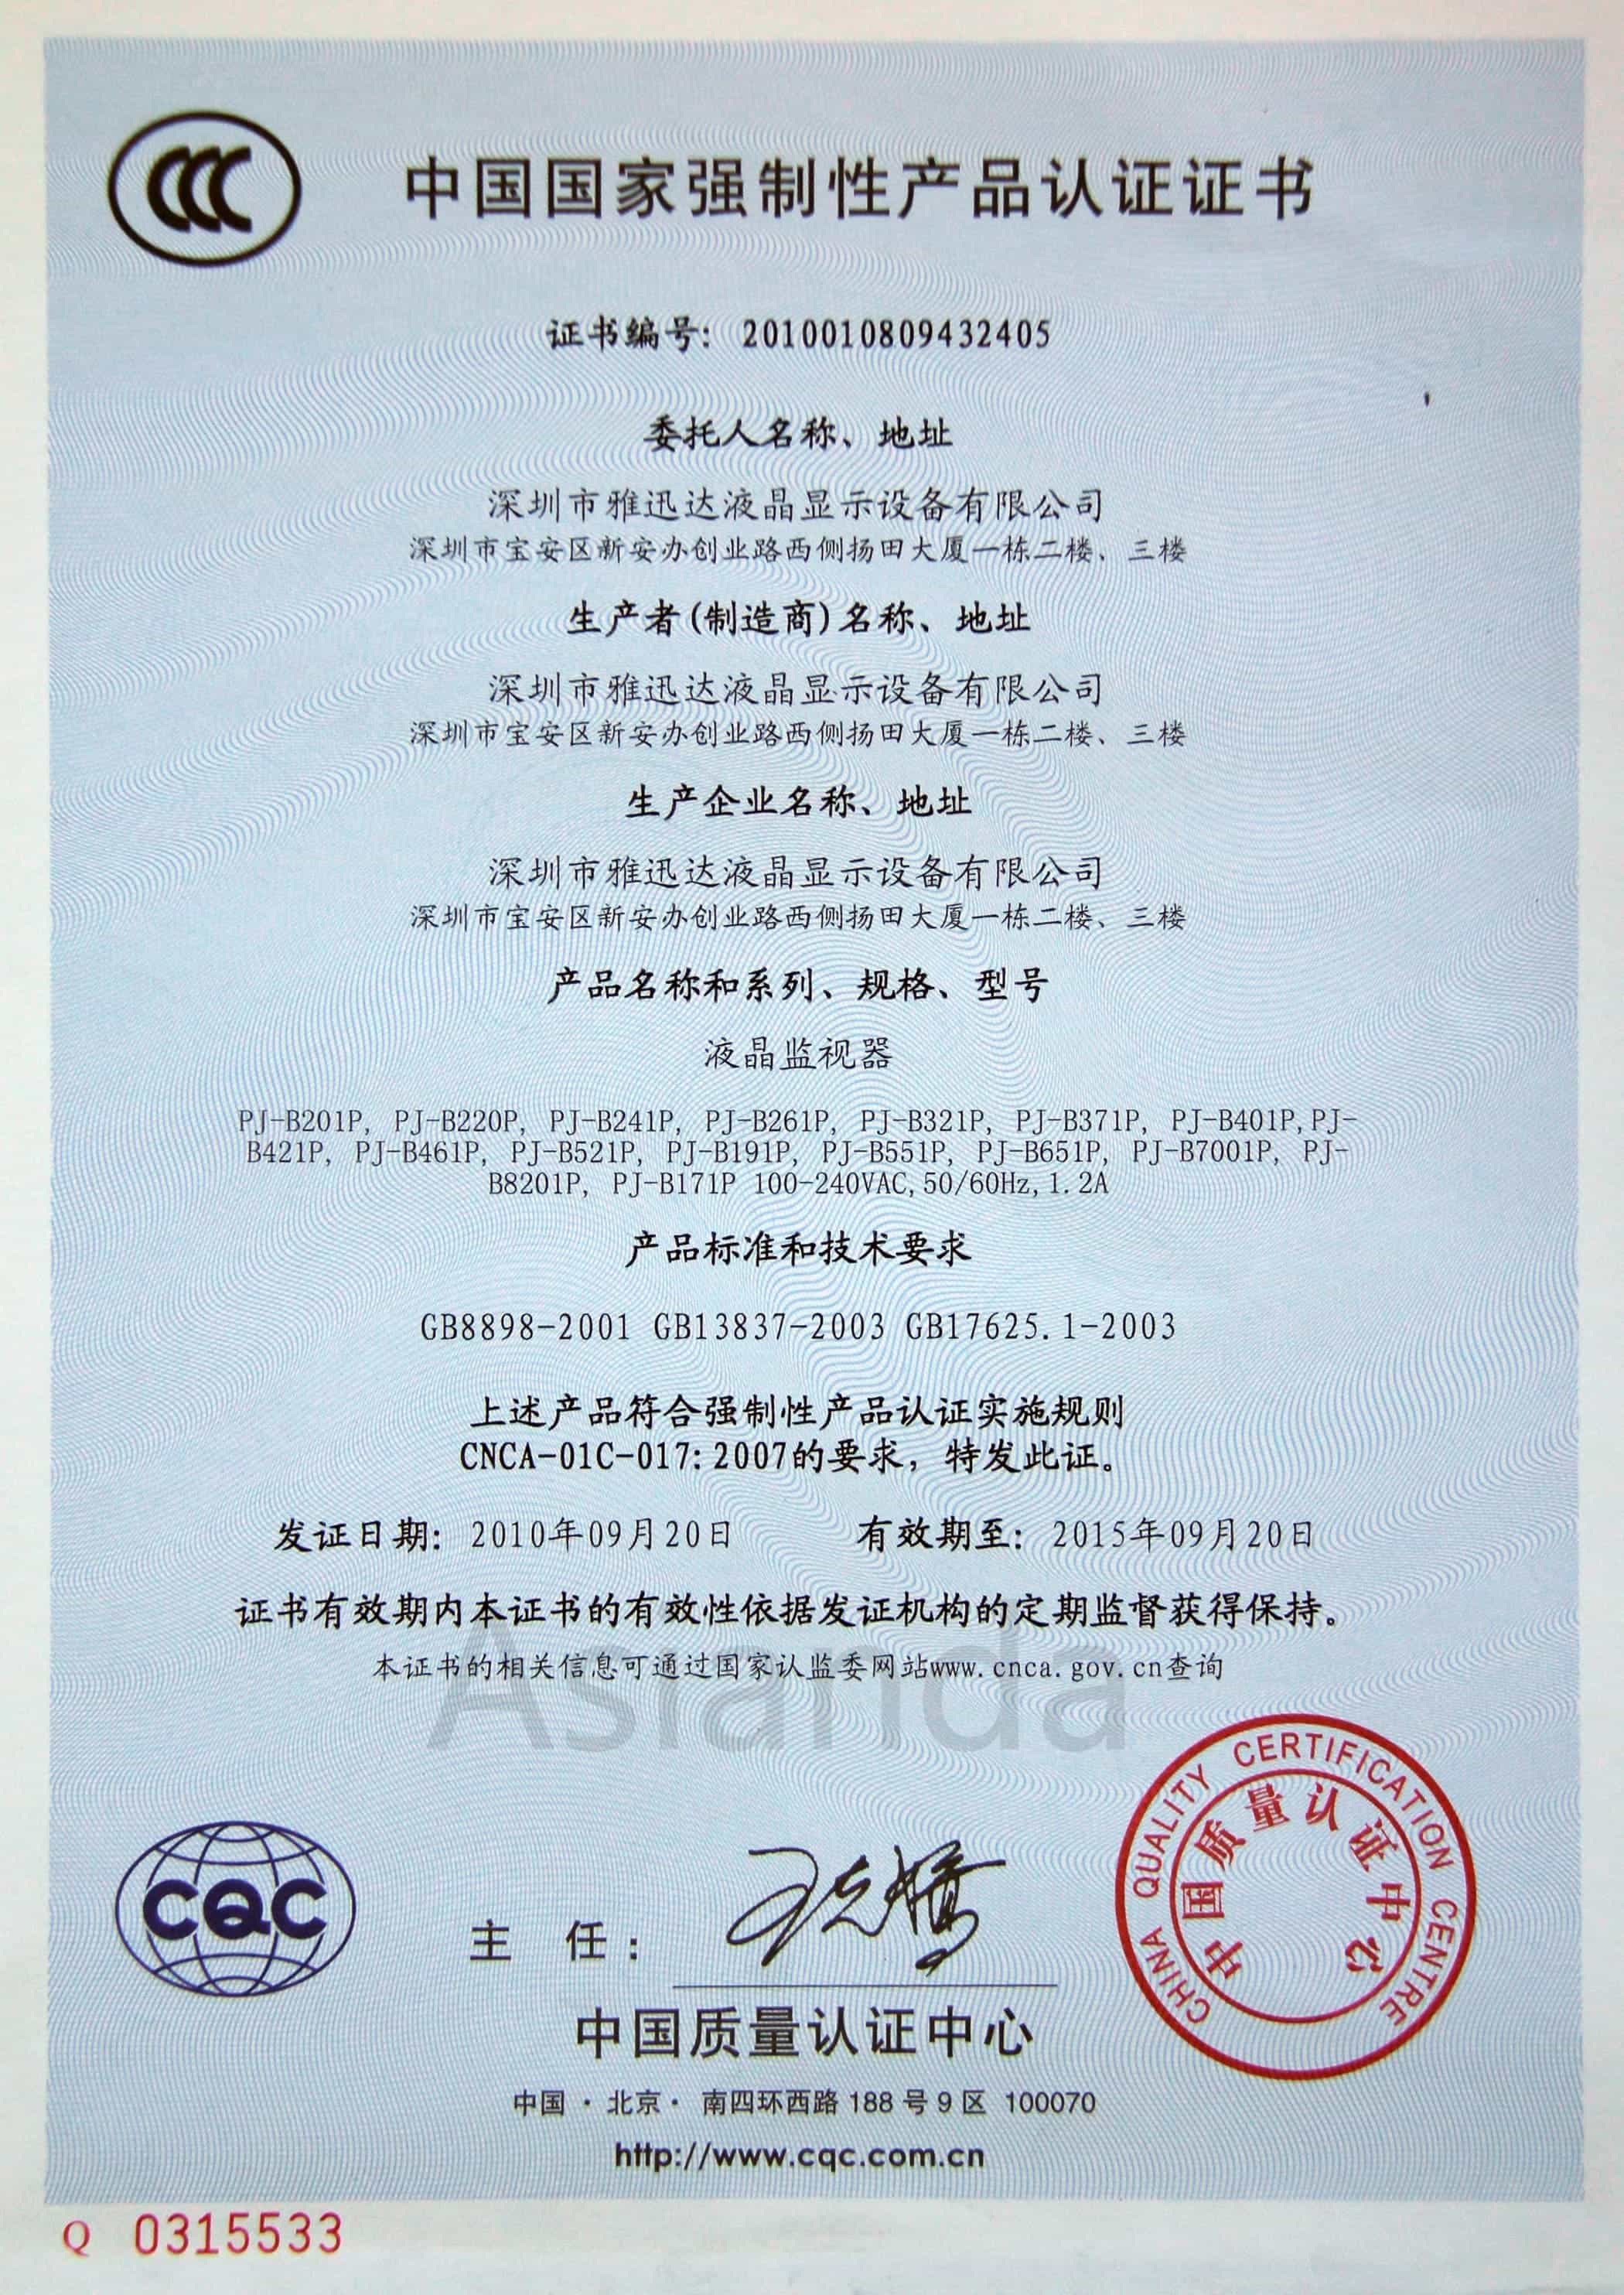 CCC
中国国家强制性产品认证证书
证书编号：2010010809432405
委托人名称、地址
深圳市雅迅达液晶显示设备有限公司
深圳市宝安区新安办创业路西侧扬田大厦一栋二楼、三楼
生产者(制造商)名称、地址
深圳市雅迅达液晶显示设备有限公司
深圳市宝安区新安办创业路西侧扬田大厦一栋二楼、三楼
生产企业名称、地址
深圳市雅迅达液晶显示设备有限公司
深圳市宝安区新安办创业路西侧扬田大厦一栋二楼、三楼
产品名称和系列、规格、型号
液晶监视器
PJ-B201P, PJ-B220P, PJ-B241P, PJ-B261P, PJ-B321P, PJ-B371P, PJ-B401P,PJ-
B421P, PJ-B461P, PJ-B521P, PJ-B191P, PJ-B551P, PJ-B651P, PJ-B7001P, PJ-
B8201P, PJ-B171P 100-240VAC,50/60Hz,1.2A
产品标准和技术要求
GB8898-2001 GB13837-2003 GB17625.1-2003
上述产品符合强制性产品认证实施规则
CNCA-01C-017:2007的要求，特发此证。
发证日期：2010年09月20日 有效期至：2015年09月20日
证书有效期内本证书的有效性依据发证机构的定期监督获得保持。
本证书的相关信息可通过国家认监委网站www.cnca.gov.cn查询
Asianda
CHINA QUALITY CERTIFICATION CENTRE
中国质量认证中心
CQC
主 任：
中国质量认证中心
中国・北京・南四环西路 188 号 9 区 100070
http://www.cqc.com.cn
Q 0315533